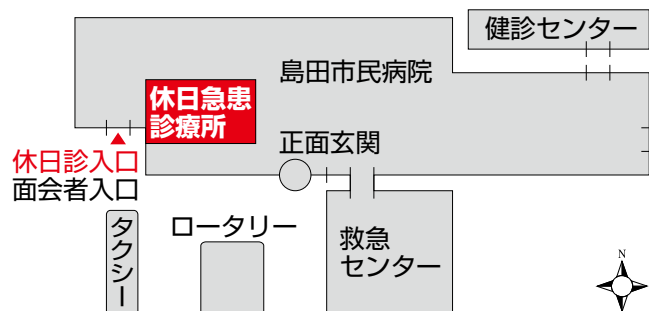 健診センター
島田市民病院
休日急患
診療所
正面玄関
休日診入口
面会者入口
タクシー
ロータリー
救急
センター
N